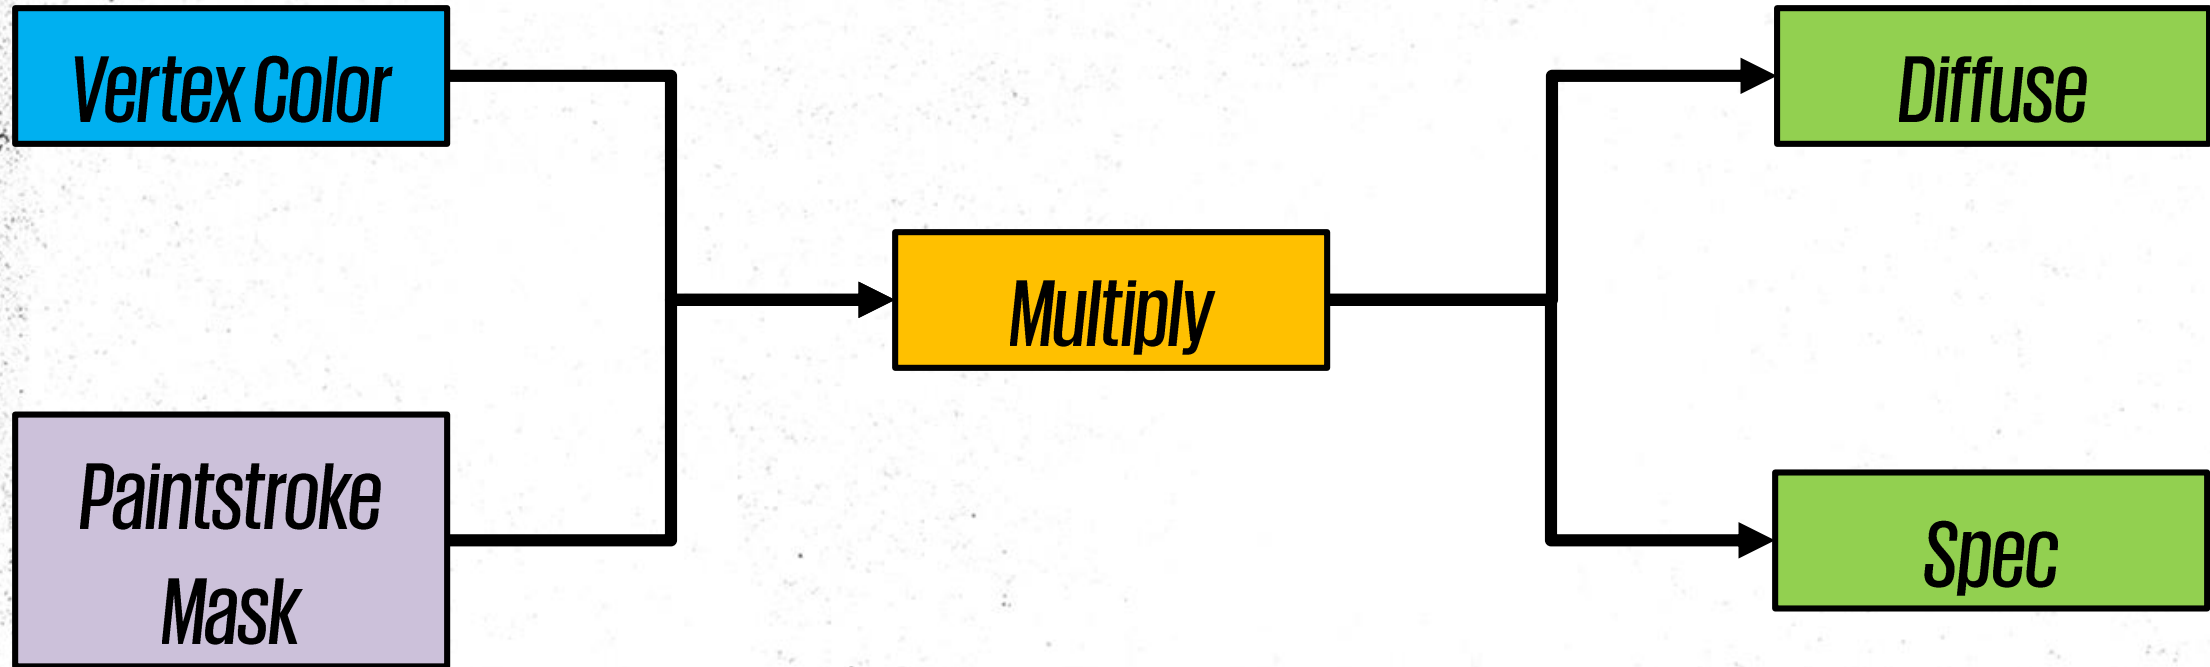 Vertex Color
Diffuse
Multiply
Paintstroke
Mask
Spec